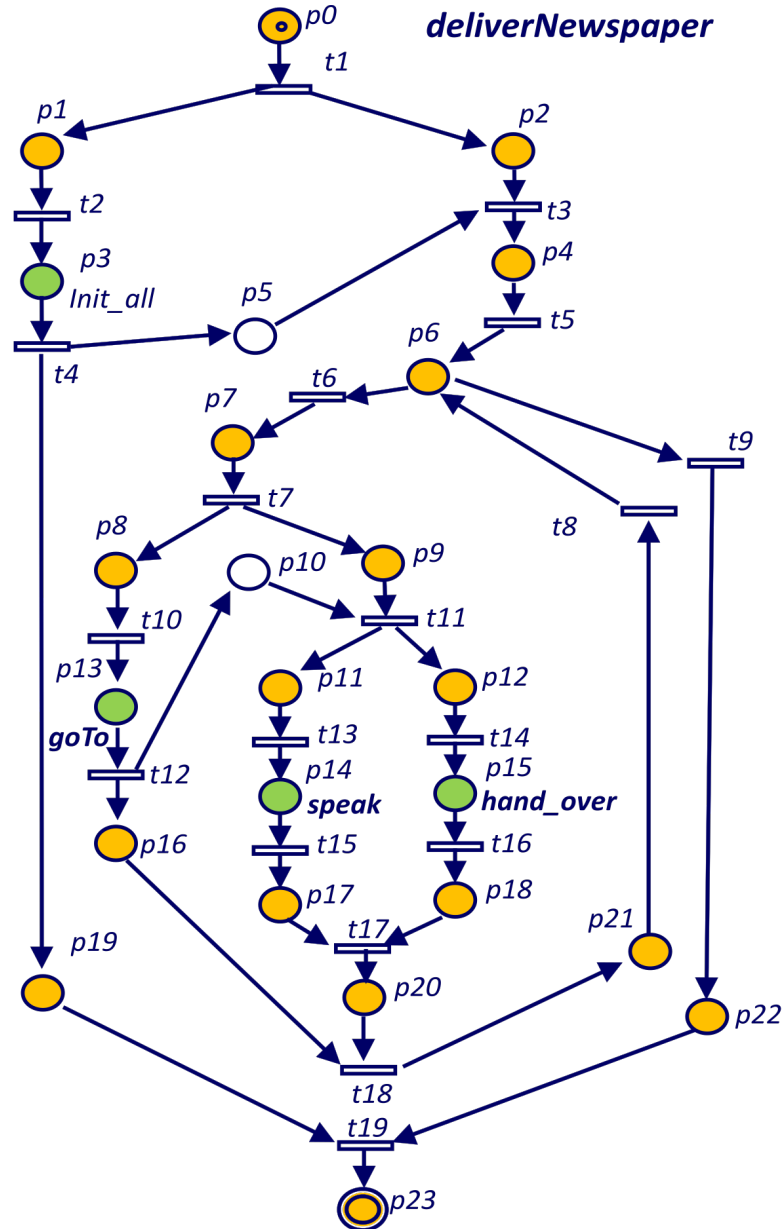 p0
deliverNewspaper
t1
p1
p2
t2
t3
p3
p4
Init_all
p5
t5
p6
t4
t6
p7
t9
t7
p8
t8
p9
p10
t10
t11
p13
p11
p12
goTo
t13
t14
t12
p14
p15
speak
hand_over
p16
t15
t16
p17
p18
p21
t17
p19
p20
p22
t18
t19
p23